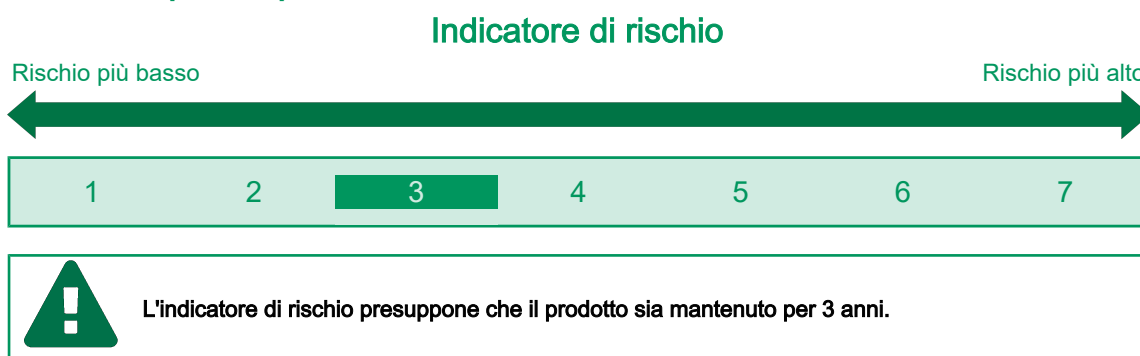 Indicatore di rischio
Rischio più basso Rischio più alto
1 2 3 4 5 6 7
L'indicatore di rischio presuppone che il prodotto sia mantenuto per 3 anni.